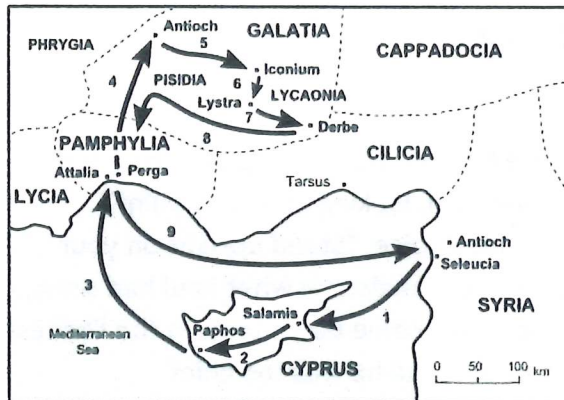 Antioch
PHRYGIA
5
GALATIA
CAPPADOCIA
4
PISIDIA
6
Iconium
Lystra
LYCAONIA
7
8
Derbe
PAMPHYLIA
CILICIA
Attalia
Perga
LYCIA
Tarsus
9
Antioch
Seleucia
3
SYRIA
Mediterranean
Sea
Paphos
Salamis
1
2
CYPRUS
0 50 100
km